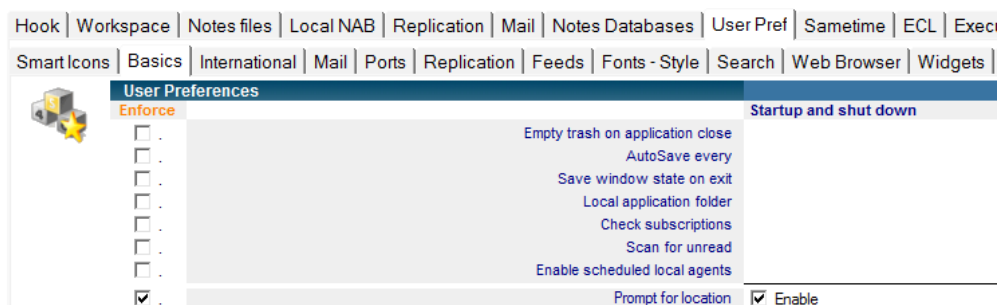 Hook | Workspace | Notes files | Local NAB | Replication | Mail | Notes Databases | User Pref | Sametime | ECL |
Smart Icons | Basics | International | Mail | Ports | Replication | Feeds | Fonts - Style | Search | Web Browser | Widgets |
User Preferences
Enforce Startup and shut down
. Empty trash on application close
. AutoSave every
. Save window state on exit
. Local application folder
. Check subscriptions
. Scan for unread
. Enable scheduled local agents
. Prompt for location Enable